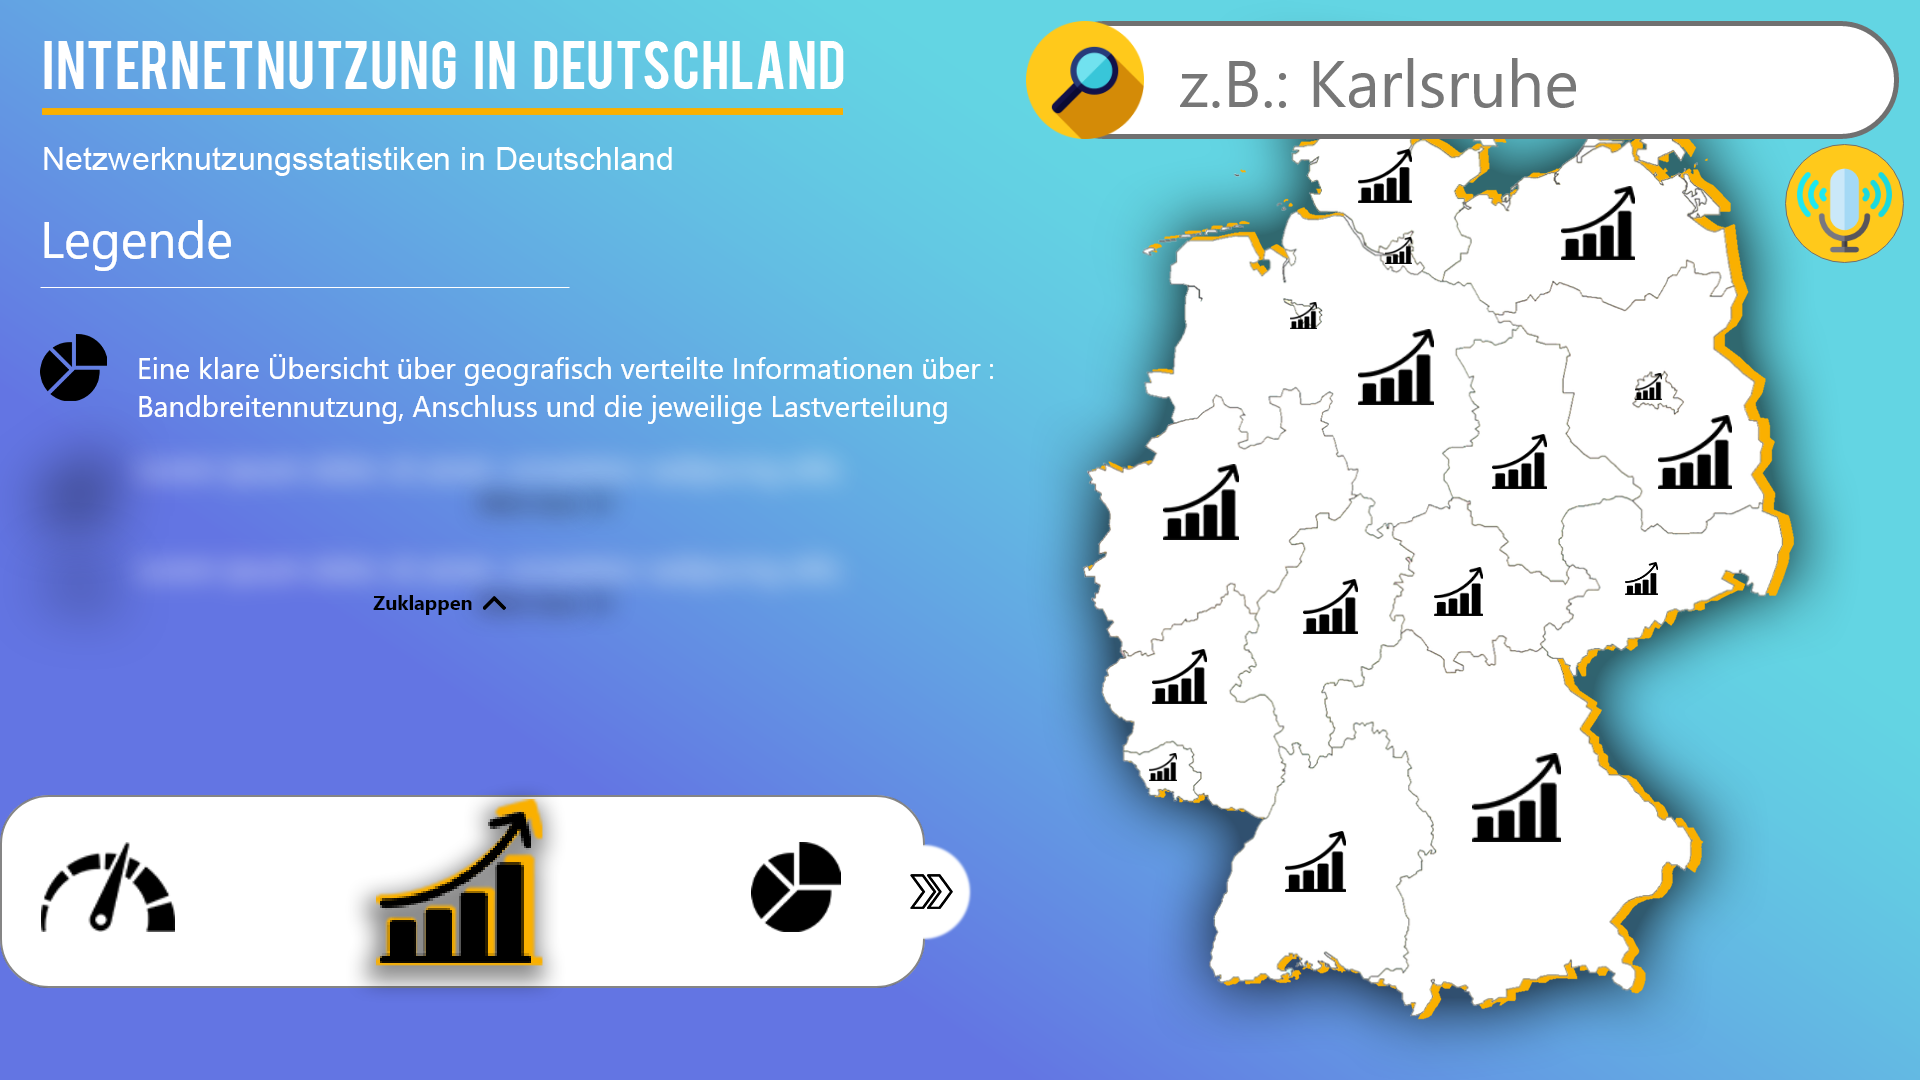 INTERNETNUTZUNG IN DEUTSCHLAND
z.B.: Karlsruhe
Netzwerknutzungsstatistiken in Deutschland
Legende
Eine klare Übersicht über geografisch verteilte Informationen über :
Bandbreitennutzung, Anschluss und die jeweilige Lastverteilung
Zuklappen